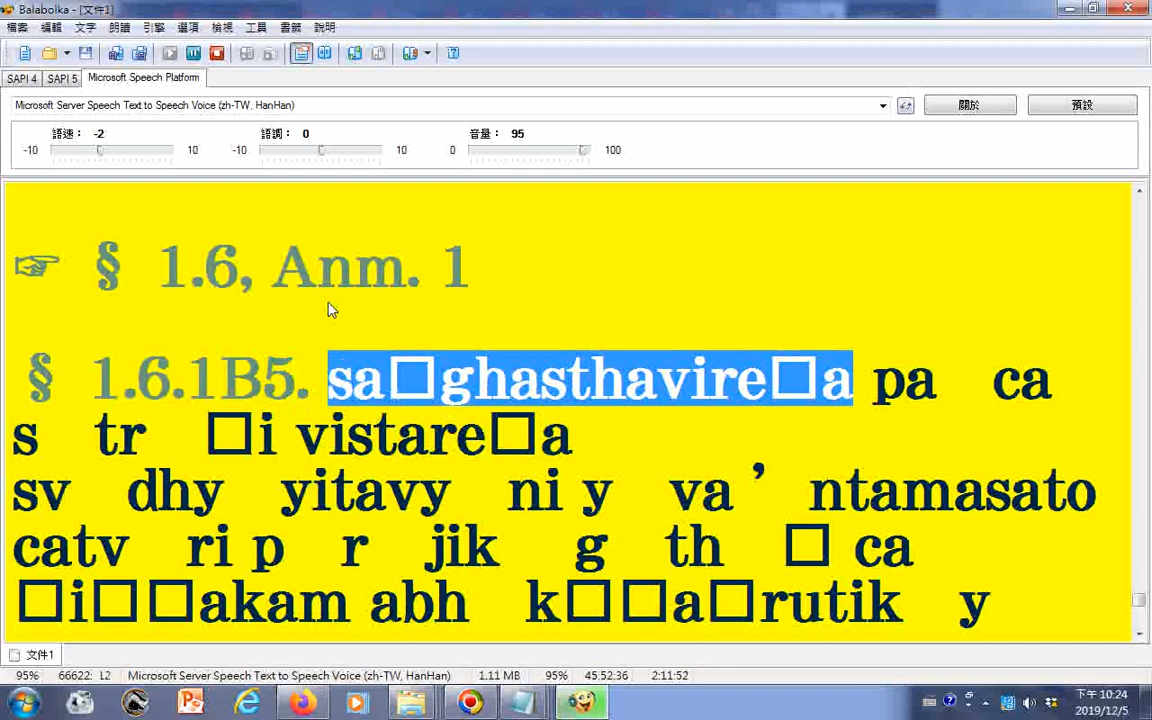 Balabolka - [文件1]
檔案 編輯 文字 朗讀 引擎 選項 檢視 工具 書籤 說明
SAPI 4 SAPI 5 Microsoft Speech Platform
Microsoft Server Speech Text to Speech Voice (zh-TW, HanHan) 關於 預設
語速： -2 語調： 0 音量： 95
-10 10 -10 10 0 100
☞ § 1.6, Anm. 1
§ 1.6.1B5. sa□ghasthavire□a pa ca
s tr □i vistare□a
sv dhy yitavy ni y va ’ ntamasato
catv ri p r jik g th □ ca
□i□□akam abh k□□a□rutik y
文件1
95% 66622: 12 Microsoft Server Speech Text to Speech Voice (zh-TW, HanHan) 1.11 MB 95% 45:52:36 2:11:52
下午 10:24
2019/12/5